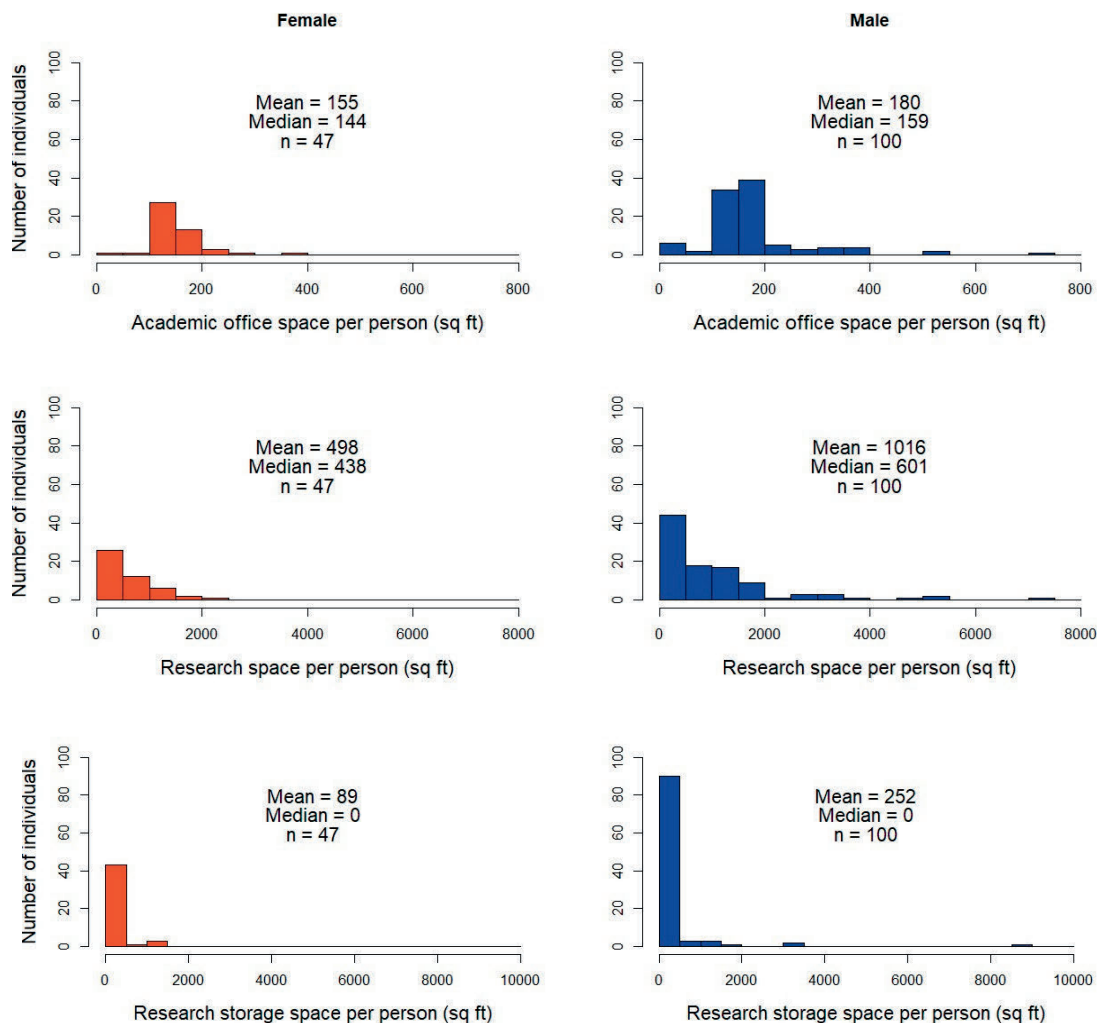 Female
Male
Number of individuals
100
80
60
40
20
0
Mean = 155
Median = 144
n = 47
0 200 400 600 800
Academic office space per person (sq ft)
100
80
60
40
20
0
Mean = 180
Median = 159
n = 100
0 200 400 600 800
Academic office space per person (sq ft)
Number of individuals
100
80
60
40
20
0
Mean = 498
Median = 438
n = 47
0 2000 4000 6000 8000
Research space per person (sq ft)
100
80
60
40
20
0
Mean = 1016
Median = 601
n = 100
0 2000 4000 6000 8000
Research space per person (sq ft)
Number of individuals
100
80
60
40
20
0
Mean = 89
Median = 0
n = 47
0 2000 4000 6000 8000 10000
Research storage space per person (sq ft)
100
80
60
40
20
0
Mean = 252
Median = 0
n = 100
0 2000 4000 6000 8000 10000
Research storage space per person (sq ft)